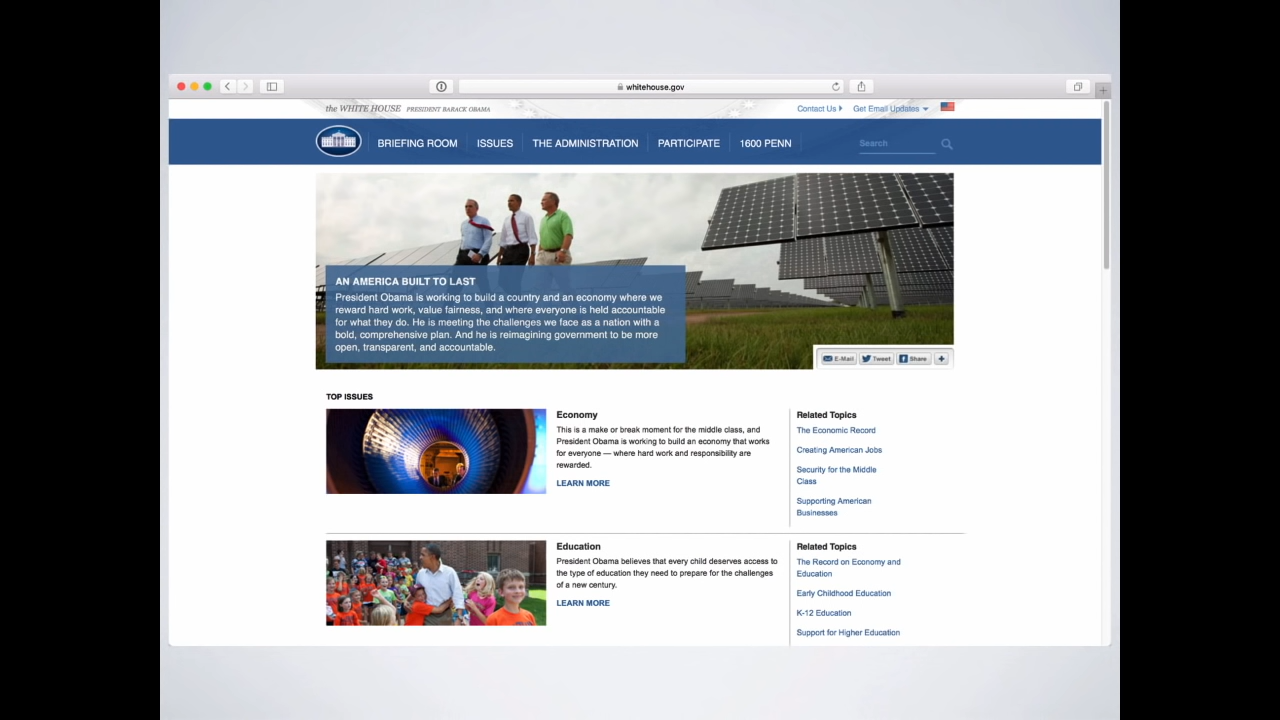 whitehouse.gov
the WHITE HOUSE PRESIDENT BARACK OBAMA
Contact Us
Get Email Updates
BRIEFING ROOM
ISSUES
THE ADMINISTRATION
PARTICIPATE
1600 PENN
Search
AN AMERICA BUILT TO LAST
President Obama is working to build a country and an economy where we
reward hard work, value fairness, and where everyone is held accountable
for what they do. He is meeting the challenges we face as a nation with a
bold, comprehensive plan. And he is reimagining government to be more
open, transparent, and accountable.
E-Mail
Tweet
Share
TOP ISSUES
Economy
This is a make or break moment for the middle class, and
President Obama is working to build an economy that works
for everyone — where hard work and responsibility are
rewarded.
LEARN MORE
Related Topics
The Economic Record
Creating American Jobs
Security for the Middle
Class
Supporting American
Businesses
Education
President Obama believes that every child deserves access to
the type of education they need to prepare for the challenges
of a new century.
LEARN MORE
Related Topics
The Record on Economy and
Education
Early Childhood Education
K-12 Education
Support for Higher Education